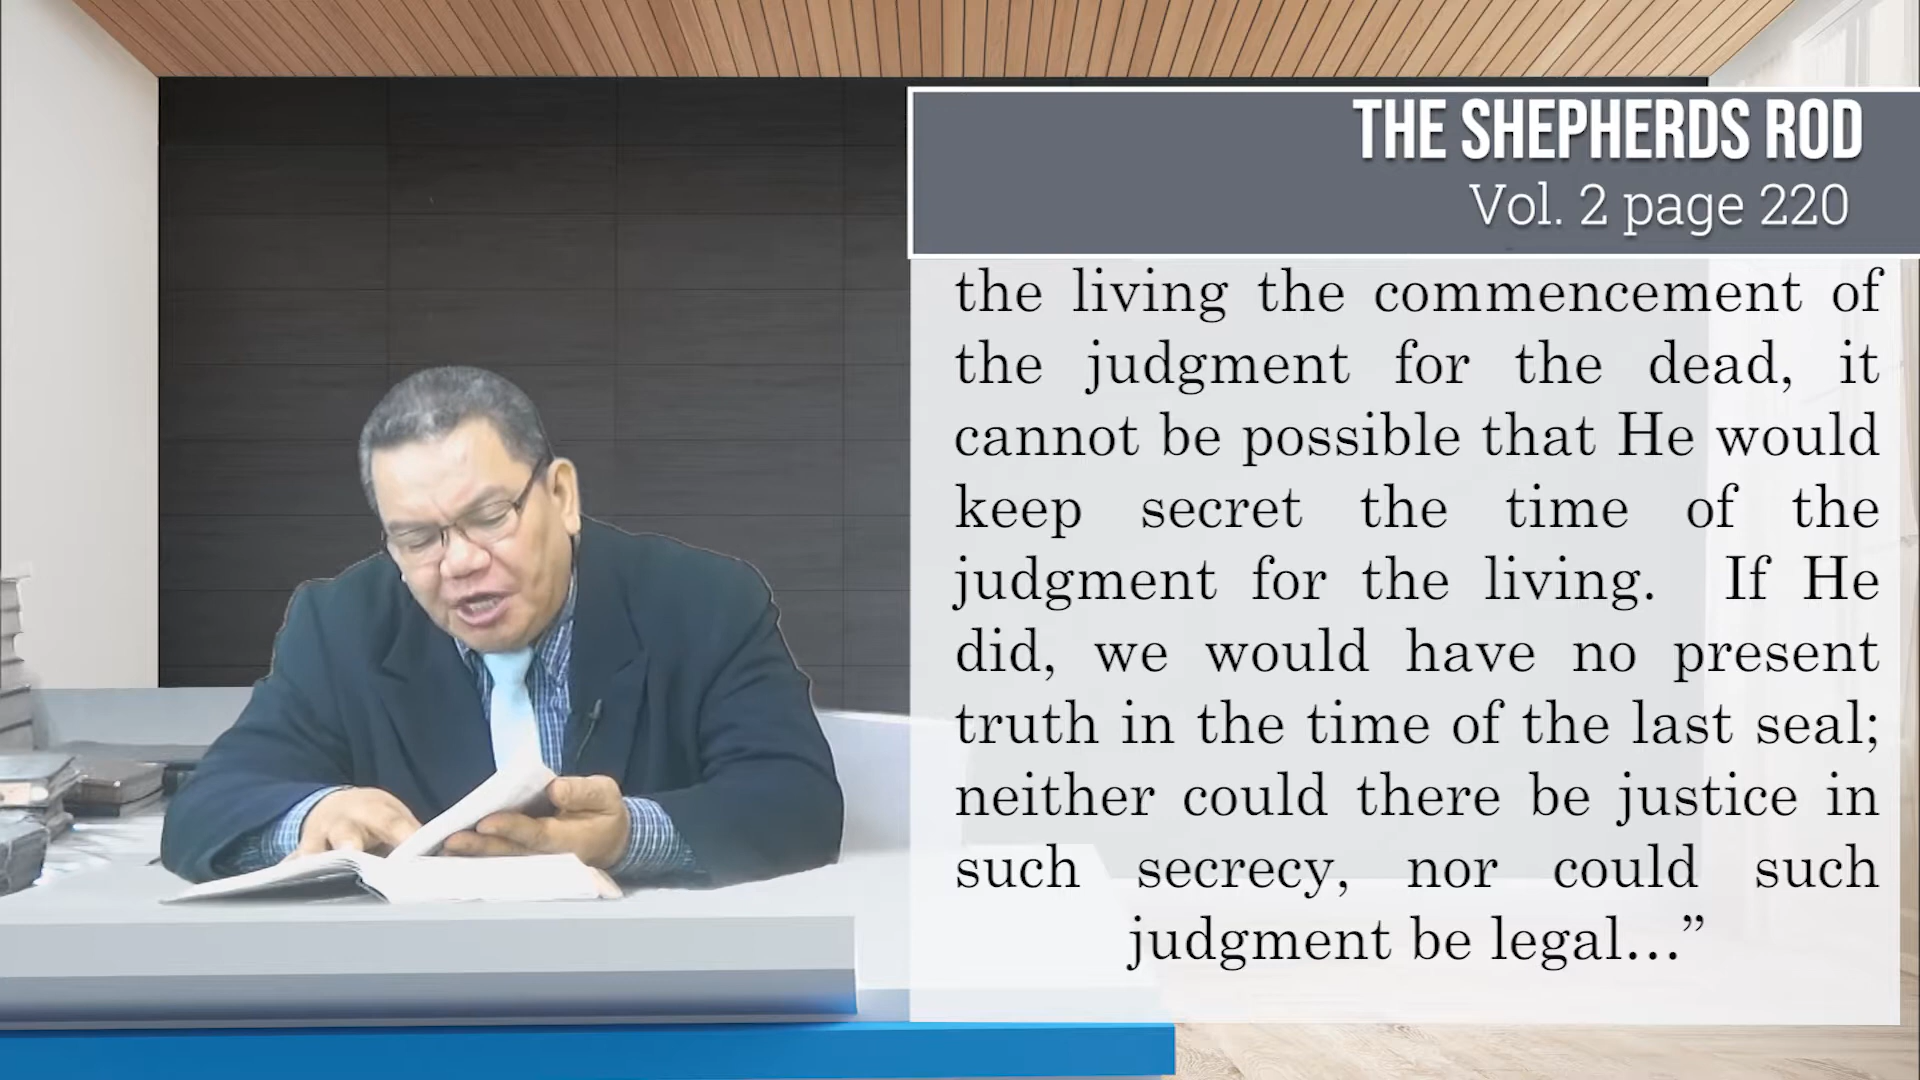 THE SHEPHERDS ROD
Vol. 2 page 220
the living the commencement of
the judgment for the dead, it
cannot be possible that He would
keep secret the time of the
judgment for the living. If He
did, we would have no present
truth in the time of the last seal;
neither could there be justice in
such secrecy, nor could such
judgment be legal...”